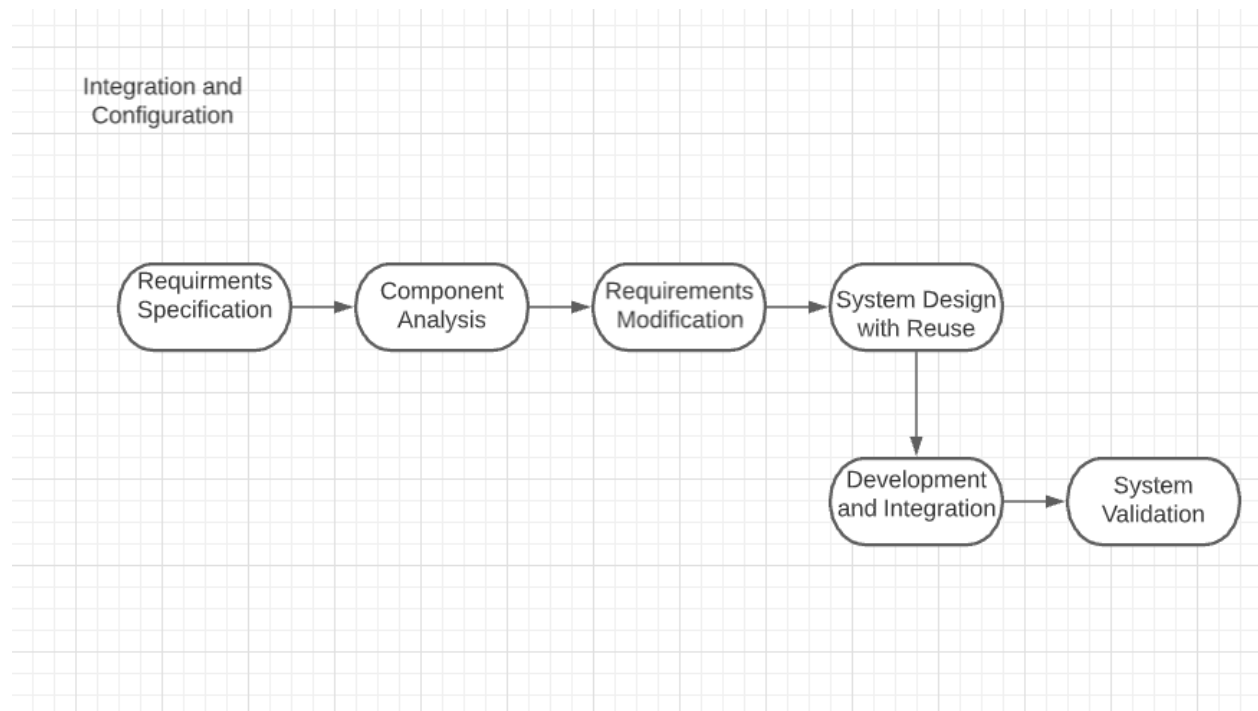 Integration and
Configuration
Requirments
Specification
Component
Analysis
Requirements
Modification
System Design
with Reuse
Development
and Integration
System
Validation